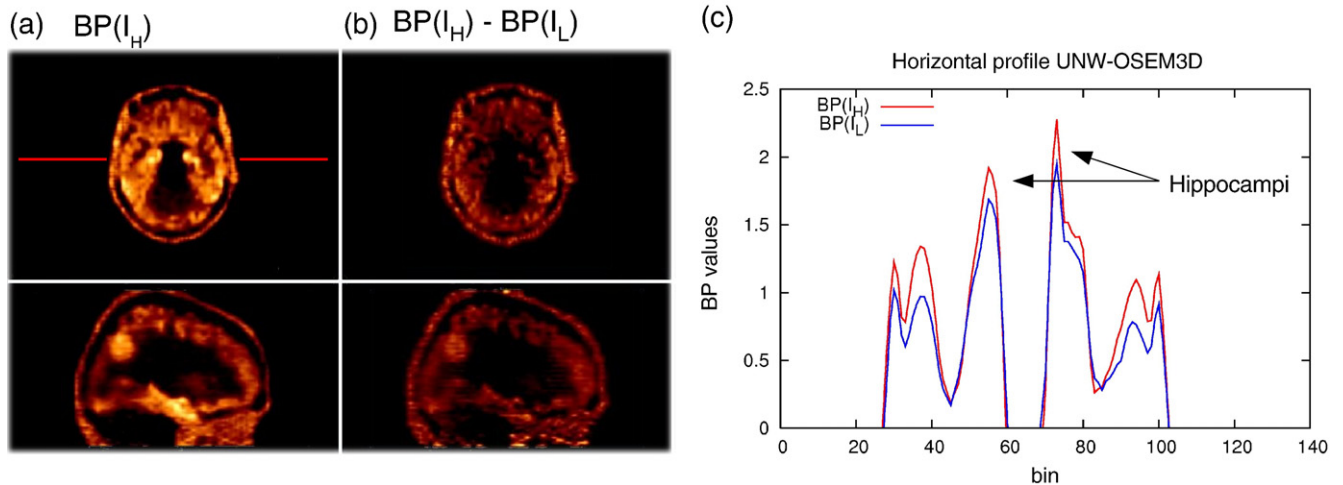 (a) BP(I_H)
(b) BP(I_H) - BP(I_L)
(c)
Horizontal profile UNW-OSEM3D
BP(I_H)
BP(I_L)
Hippocampi
BP values
2.5
2
1.5
1
0.5
0
0 20 40 60 80 100 120 140
bin